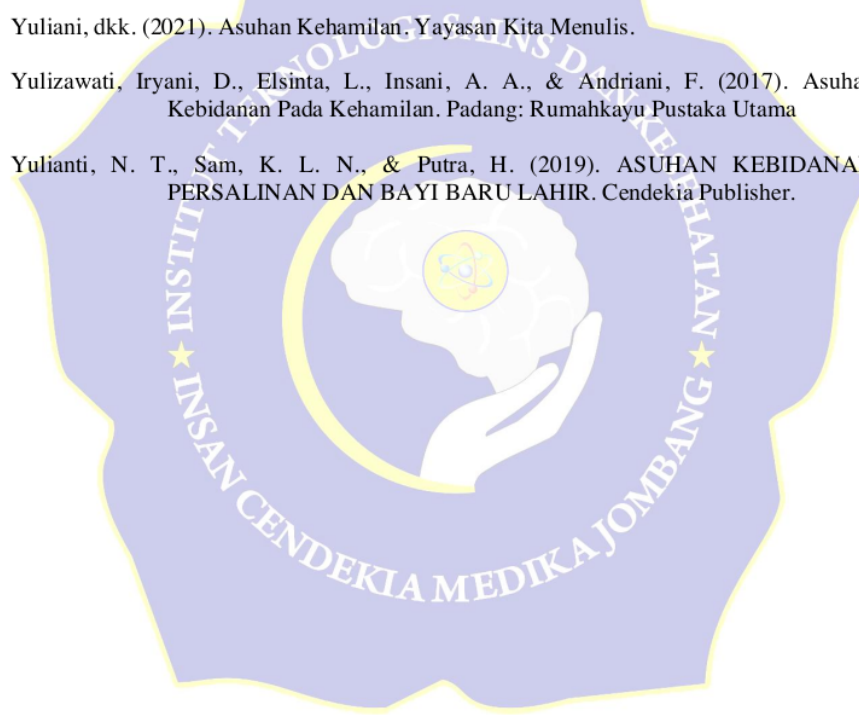 Yuliani, dkk. (2021). Asuhan Kehamilan. Yayasan Kita Menulis.
Yulizawati, Iryani, D., Elsinta, L., Insani, A. A., & Andriani, F. (2017). Asuha
Kebidanan Pada Kehamilan. Padang: Rumahkayu Pustaka Utama
Yulianti, N. T., Sam, K. L. N., & Putra, H. (2019). ASUHAN KEBIDANA
PERSALINAN DAN BAYI BARU LAHIR. Cendekia Publisher.
INSTITUT TEKNOLOGI SAINS DAN KESEHATAN
INSAN CENDEKIA MEDIKA JOMBANG